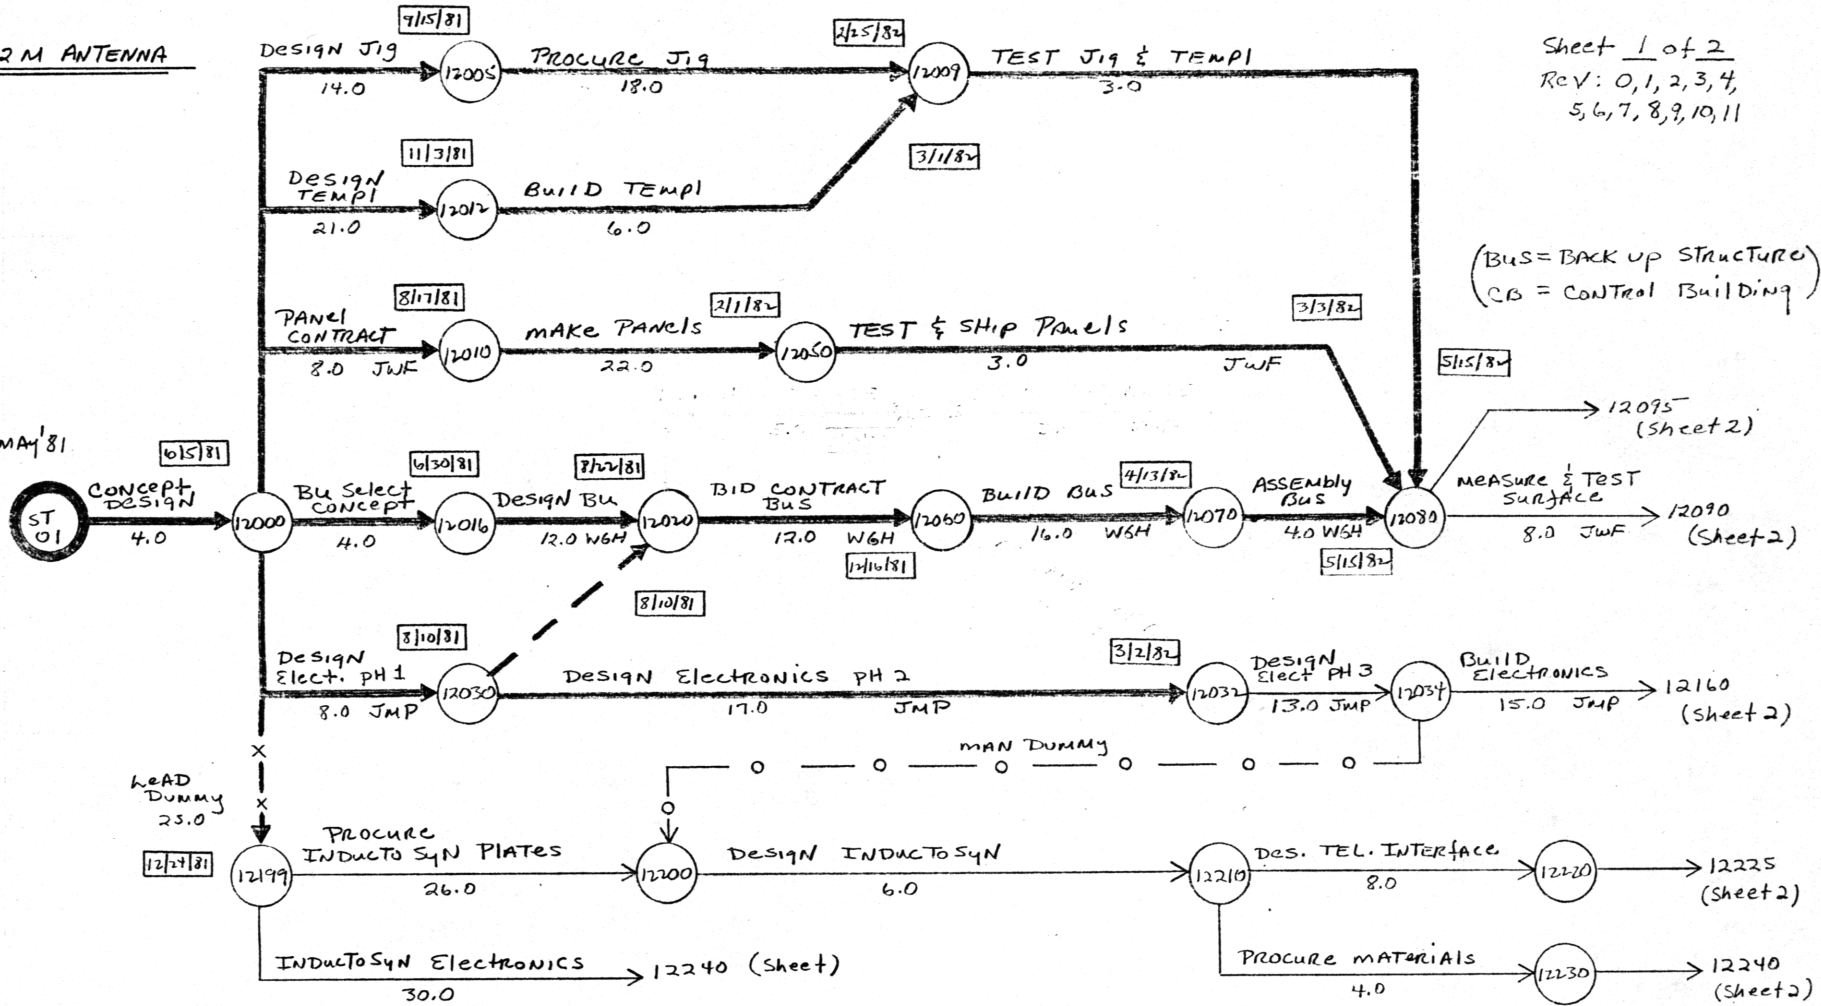 2 M ANTENNA
Sheet 1 of 2
Rev: 0, 1, 2, 3, 4,
5, 6, 7, 8, 9, 10, 11
9/15/81
DESIGN JIG
14.0
12005
PROCURE JIG
18.0
2/25/82
12009
TEST JIG & TEMPL
3.0
11/3/81
DESIGN
TEMPL
21.0
12012
BUILD TEMPL
6.0
3/1/82
(BUS = BACK UP STRUCTURE)
(CB = CONTROL BUILDING)
8/17/81
PANEL
CONTRACT
8.0 JWF
12010
MAKE PANELS
22.0
2/1/82
12050
TEST & SHIP PANELS
3.0 JWF
3/3/82
5/15/82
12095
(Sheet 2)
MAY '81
ST
01
CONCEPT
DESIGN
4.0
6/5/81
12000
BU SELECT
CONCEPT
4.0
6/30/81
12016
DESIGN BU
12.0 WGH
8/22/81
12020
BID CONTRACT
BUS
12.0 WGH
12060
12/16/81
BUILD BUS
16.0 WGH
4/13/82
12070
ASSEMBLY
BUS
4.0 WGH
5/15/82
12080
MEASURE & TEST
SURFACE
8.0 JWF
12090
(Sheet 2)
8/10/81
8/10/81
DESIGN
ELECT. PH 1
8.0 JMP
12030
DESIGN ELECTRONICS PH 2
17.0 JMP
3/2/82
12032
DESIGN
ELECT PH 3
13.0 JMP
12034
BUILD
ELECTRONICS
15.0 JMP
12160
(Sheet 2)
MAN DUMMY
LEAD
DUMMY
25.0
12/24/81
12199
PROCURE
INDUCTOSYN PLATES
26.0
12200
DESIGN INDUCTOSYN
6.0
12210
DES. TEL. INTERFACE
8.0
12220
12225
(Sheet 2)
INDUCTOSYN ELECTRONICS
30.0
12240 (Sheet)
PROCURE MATERIALS
4.0
12230
12240
(Sheet 2)